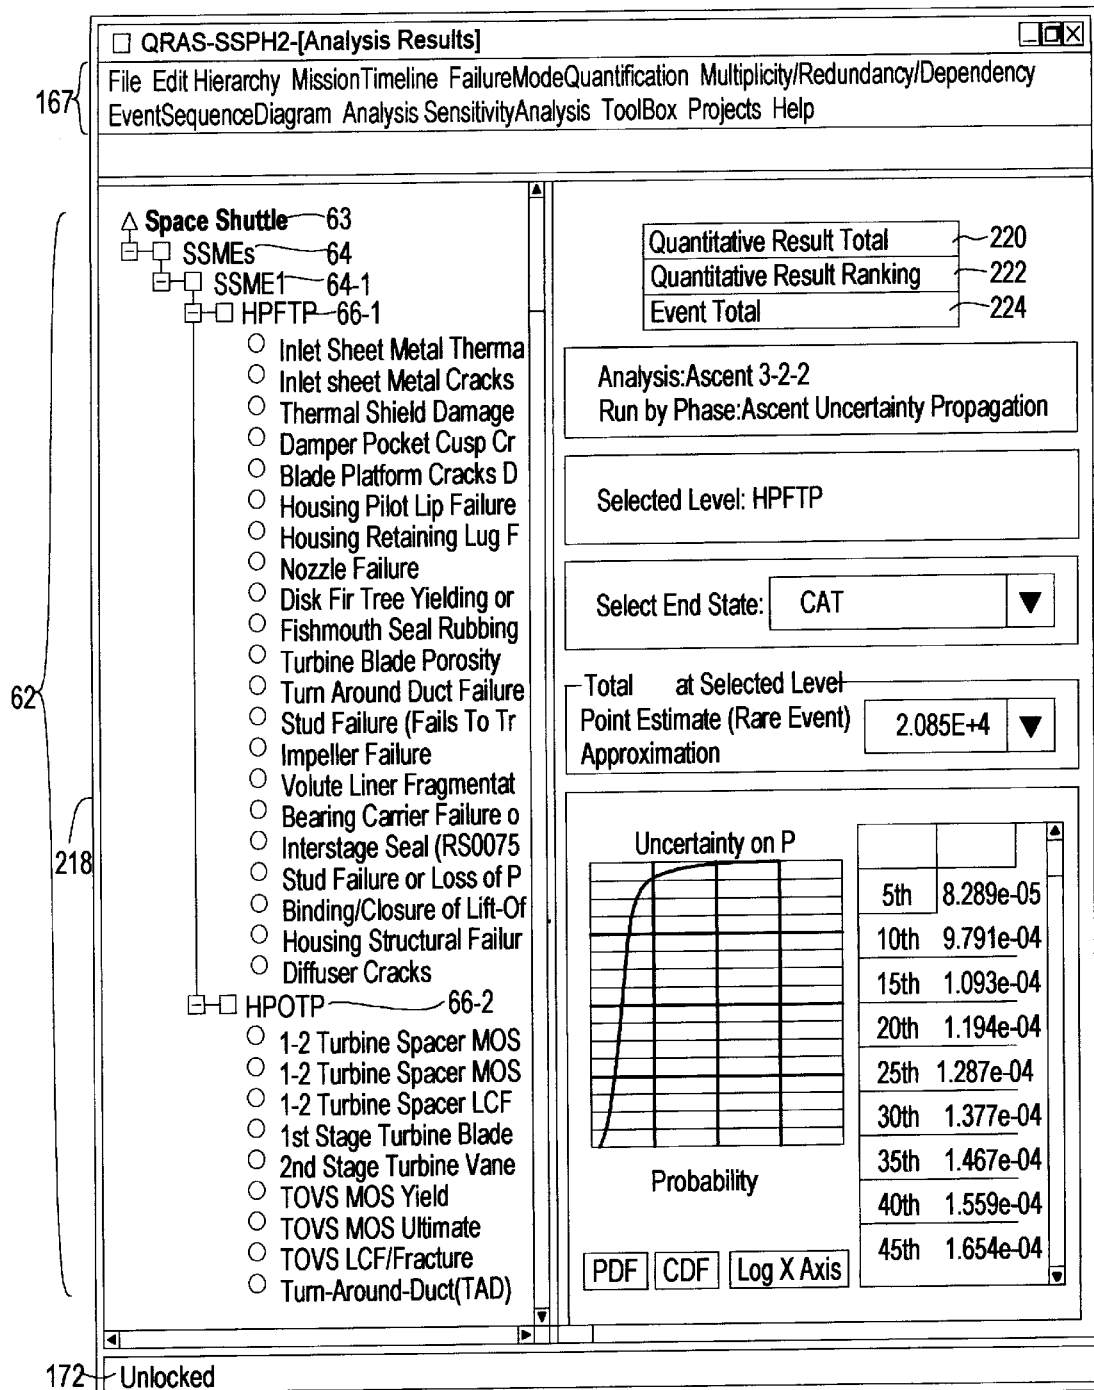 QRAS-SSPH2-[Analysis Results]
File Edit Hierarchy MissionTimeline FailureModeQuantification Multiplicity/Redundancy/Dependency
167
EventSequenceDiagram Analysis SensitivityAnalysis ToolBox Projects Help
Space Shuttle 63
SSMEs 64
SSME1 64-1
HPFTP 66-1
Inlet Sheet Metal Therma
Inlet sheet Metal Cracks
Thermal Shield Damage
Damper Pocket Cusp Cr
Blade Platform Cracks D
Housing Pilot Lip Failure
Housing Retaining Lug F
Nozzle Failure
Disk Fir Tree Yielding or
Fishmouth Seal Rubbing
Turbine Blade Porosity
Turn Around Duct Failure
Stud Failure (Fails To Tr
Impeller Failure
Volute Liner Fragmentat
Bearing Carrier Failure o
Interstage Seal (RS0075
Stud Failure or Loss of P
Binding/Closure of Lift-Of
Housing Structural Failur
Diffuser Cracks
HPOTP 66-2
1-2 Turbine Spacer MOS
1-2 Turbine Spacer MOS
1-2 Turbine Spacer LCF
1st Stage Turbine Blade
2nd Stage Turbine Vane
TOVS MOS Yield
TOVS MOS Ultimate
TOVS LCF/Fracture
Turn-Around-Duct(TAD)
62
218
Quantitative Result Total 220
Quantitative Result Ranking 222
Event Total 224
Analysis:Ascent 3-2-2
Run by Phase:Ascent Uncertainty Propagation
Selected Level: HPFTP
Select End State: CAT
Total at Selected Level
Point Estimate (Rare Event)
Approximation
2.085E+4
Uncertainty on P
Probability
5th 8.289e-05
10th 9.791e-04
15th 1.093e-04
20th 1.194e-04
25th 1.287e-04
30th 1.377e-04
35th 1.467e-04
40th 1.559e-04
45th 1.654e-04
PDF CDF Log X Axis
172 Unlocked